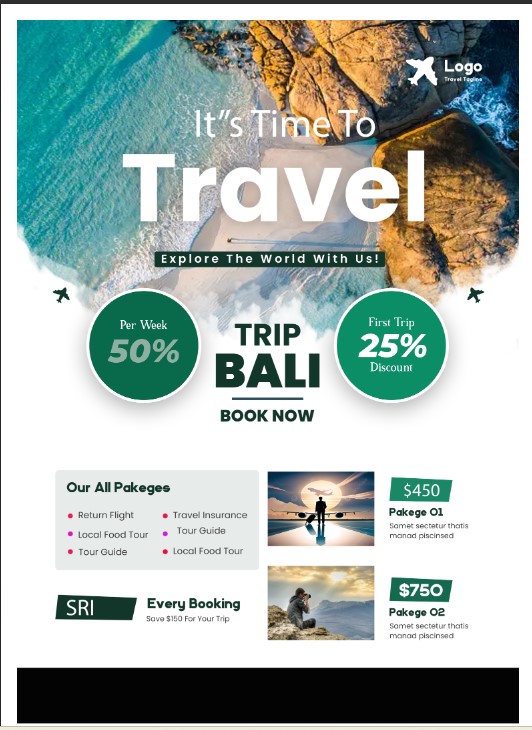 Logo
Travel Tagline
It"s Time To
Travel
Explore The World With Us!
Per Week
50%
TRIP
BALI
BOOK NOW
First Trip
25%
Discount
Our All Pakeges
Return Flight
Local Food Tour
Tour Guide
Travel Insurance
Tour Guide
Local Food Tour
SRI
Every Booking
Save $150 For Your Trip
$450
Pakege 01
Samet sectetur thatis
manad piscinsed
$750
Pakege 02
Samet sectetur thatis
manad piscinsed